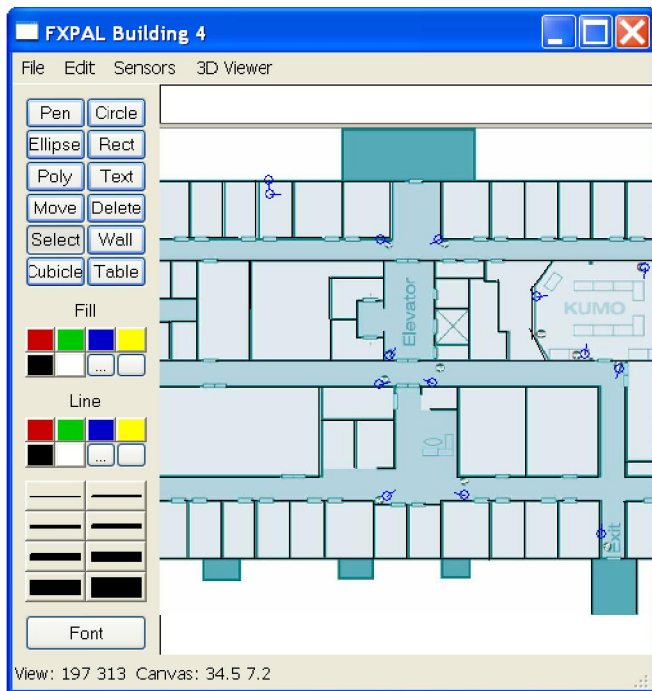 FXPAL Building 4
File Edit Sensors 3D Viewer
Pen Circle
Ellipse Rect
Poly Text
Move Delete
Select Wall
Cubicle Table
Fill
...
Line
...
Font
Elevator
KUMO
Exit
View: 197 313 Canvas: 34.5 7.2